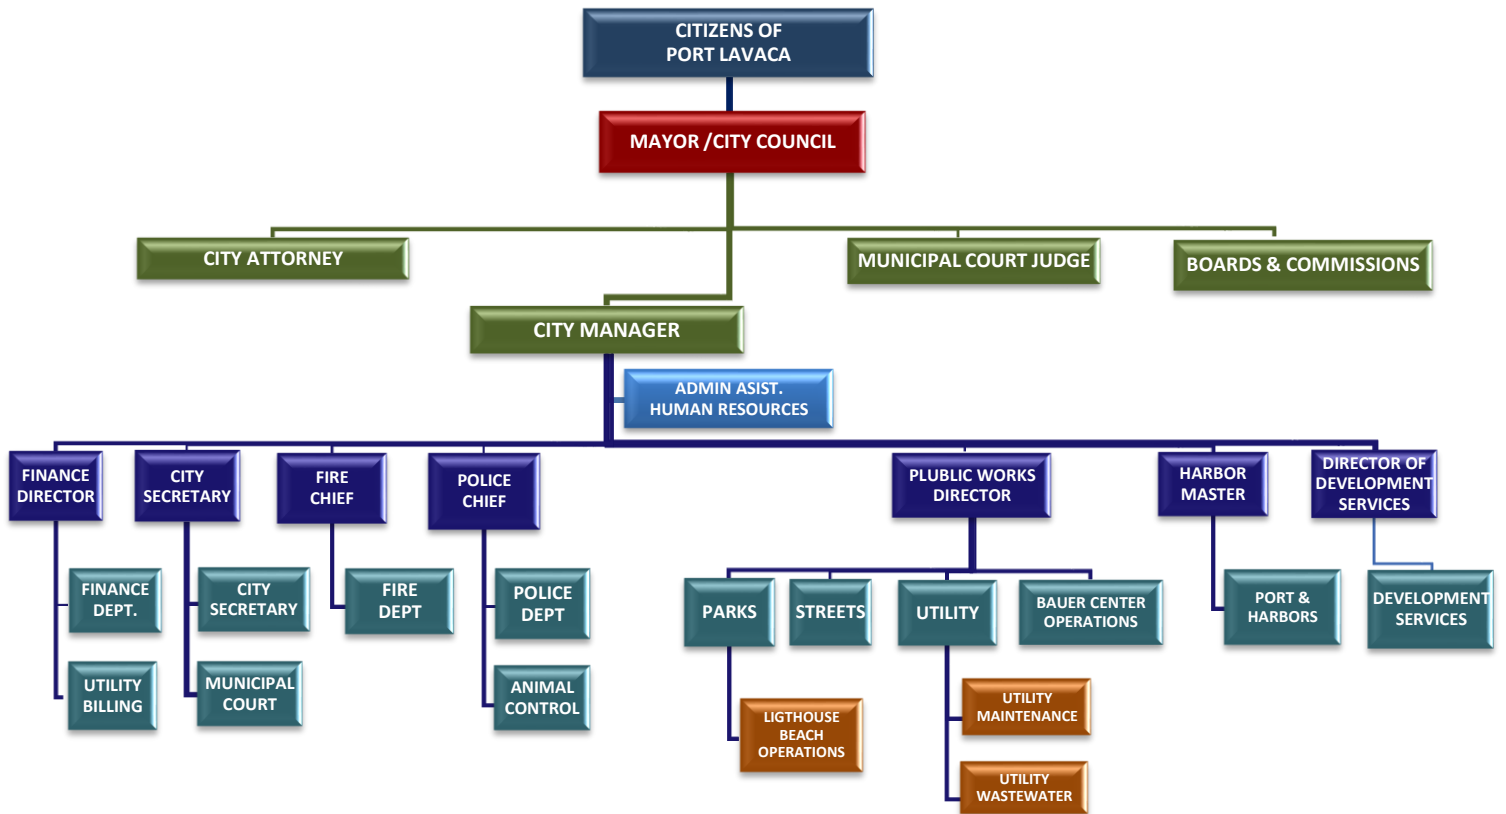 CITIZENS OF
PORT LAVACA
MAYOR /CITY COUNCIL
CITY ATTORNEY
MUNICIPAL COURT JUDGE
BOARDS & COMMISSIONS
CITY MANAGER
ADMIN ASIST.
HUMAN RESOURCES
FINANCE
DIRECTOR
CITY
SECRETARY
FIRE
CHIEF
POLICE
CHIEF
PLUBLIC WORKS
DIRECTOR
HARBOR
MASTER
DIRECTOR OF
DEVELOPMENT
SERVICES
FINANCE
DEPT.
CITY
SECRETARY
FIRE
DEPT
POLICE
DEPT
PARKS
STREETS
UTILITY
BAUER CENTER
OPERATIONS
PORT &
HARBORS
DEVELOPMENT
SERVICES
UTILITY
BILLING
MUNICIPAL
COURT
ANIMAL
CONTROL
LIGTHOUSE
BEACH
OPERATIONS
UTILITY
MAINTENANCE
UTILITY
WASTEWATER